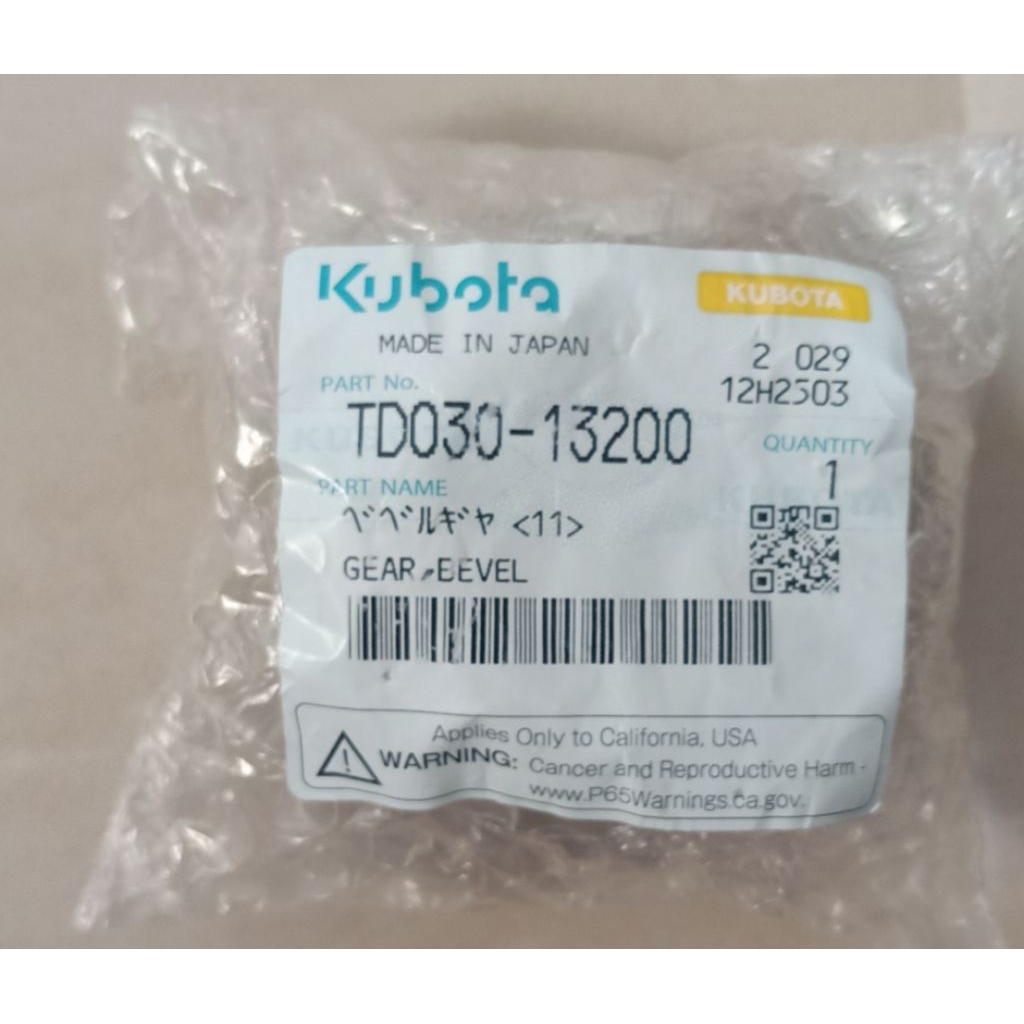 Kubota
KUBOTA
MADE IN JAPAN
2 029
12H2503
PART No.
TD030-13200
QUANTITY
1
PART NAME
ﾍﾞﾍﾞﾙｷﾞﾔ <11>
GEAR,BEVEL
Applies Only to California, USA
WARNING: Cancer and Reproductive Harm -
www.P65Warnings.ca.gov.